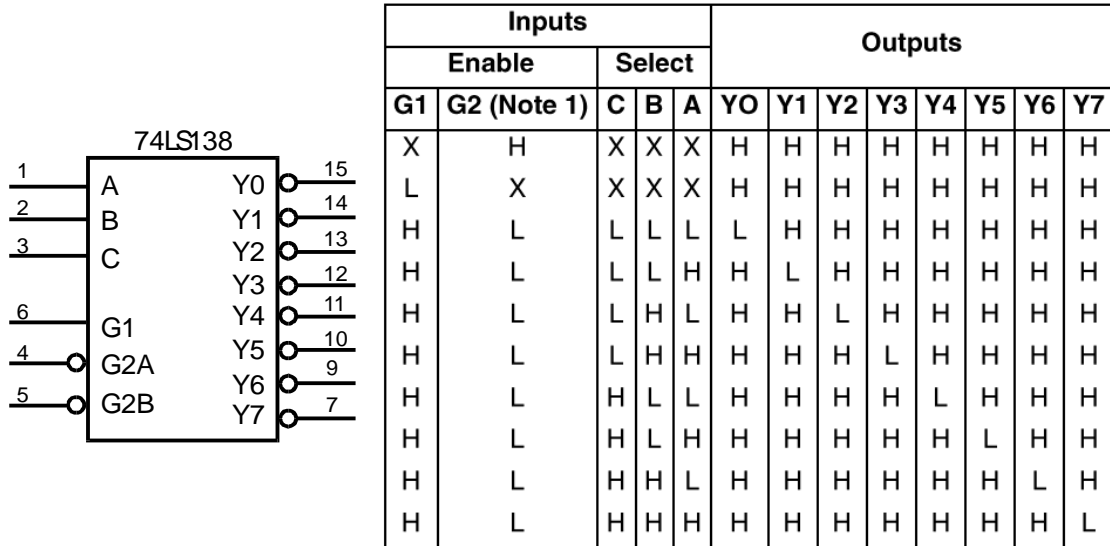 74LS138
1 A Y0 15
2 B Y1 14
3 C Y2 13
Y3 12
6 G1 Y4 11
4 G2A Y5 10
5 G2B Y6 9
Y7 7
Inputs Outputs
Enable Select
G1 G2 (Note 1) C B A YO Y1 Y2 Y3 Y4 Y5 Y6 Y7
X H X X X H H H H H H H H
L X X X X H H H H H H H H
H L L L L L H H H H H H H
H L L L H H L H H H H H H
H L L H L H H L H H H H H
H L L H H H H H L H H H H
H L H L L H H H H L H H H
H L H L H H H H H H L H H
H L H H L H H H H H H L H
H L H H H H H H H H H H L